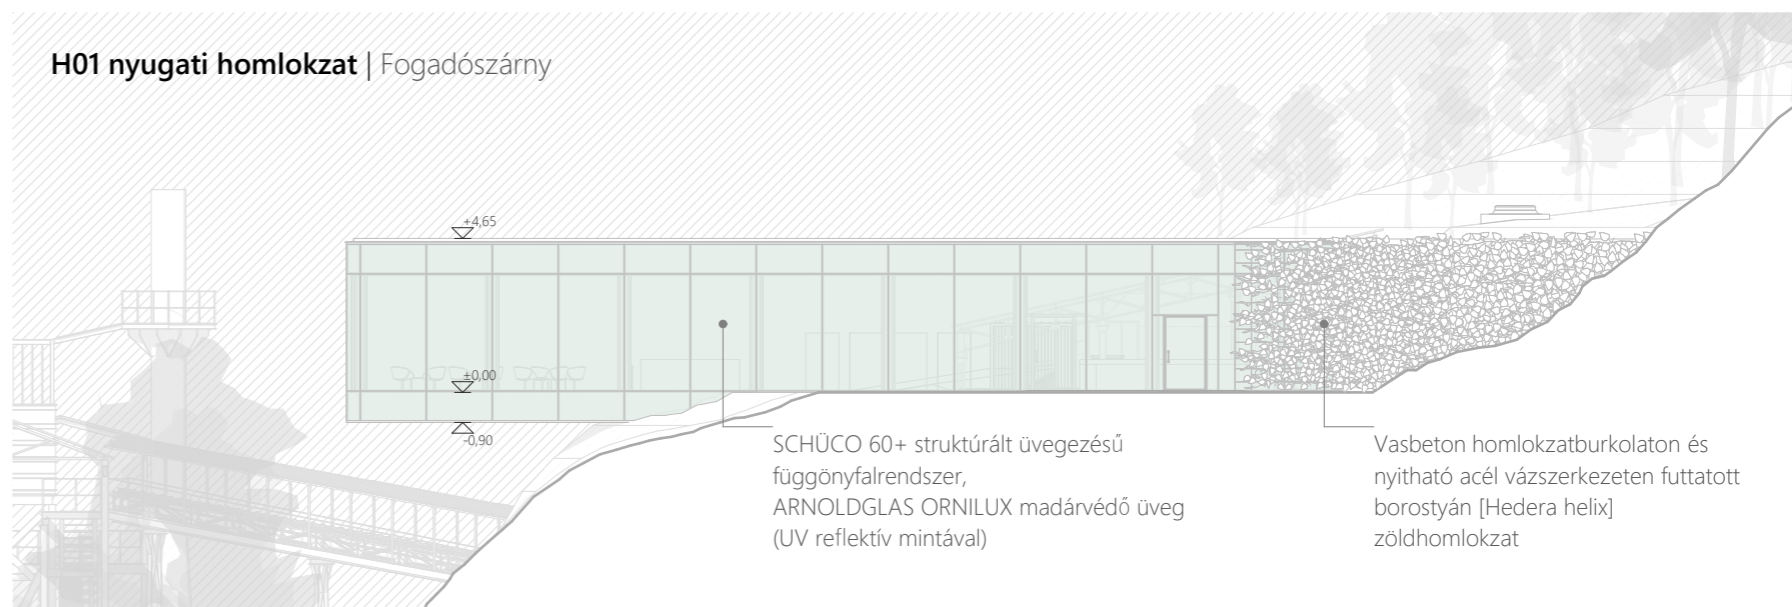 H01 nyugati homlokzat | Fogadószárny
+4,65
±0,00
-0,90
SCHÜCO 60+ struktúrált üvegezésű
függönyfalrendszer,
ARNOLDGLAS ORNILUX madárvédő üveg
(UV reflektív mintával)
Vasbeton homlokzatburkolaton és
nyitható acél vázszerkezeten futtatott
borostyán [Hedera helix]
zöldhomlokzat